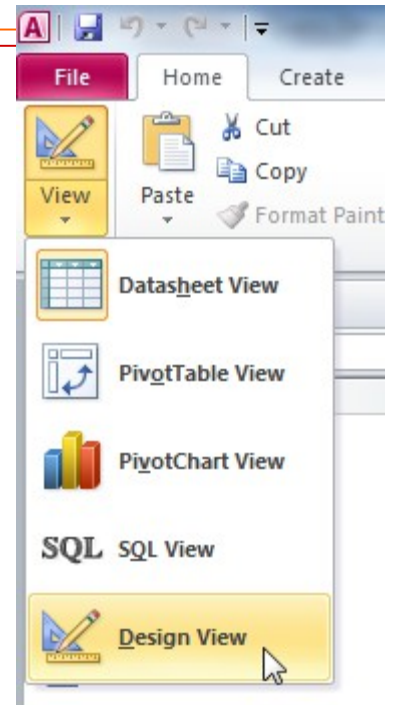 A
File Home Create
Cut
Copy
View Paste Format Paint
Datasheet View
PivotTable View
PivotChart View
SQL SQL View
Design View